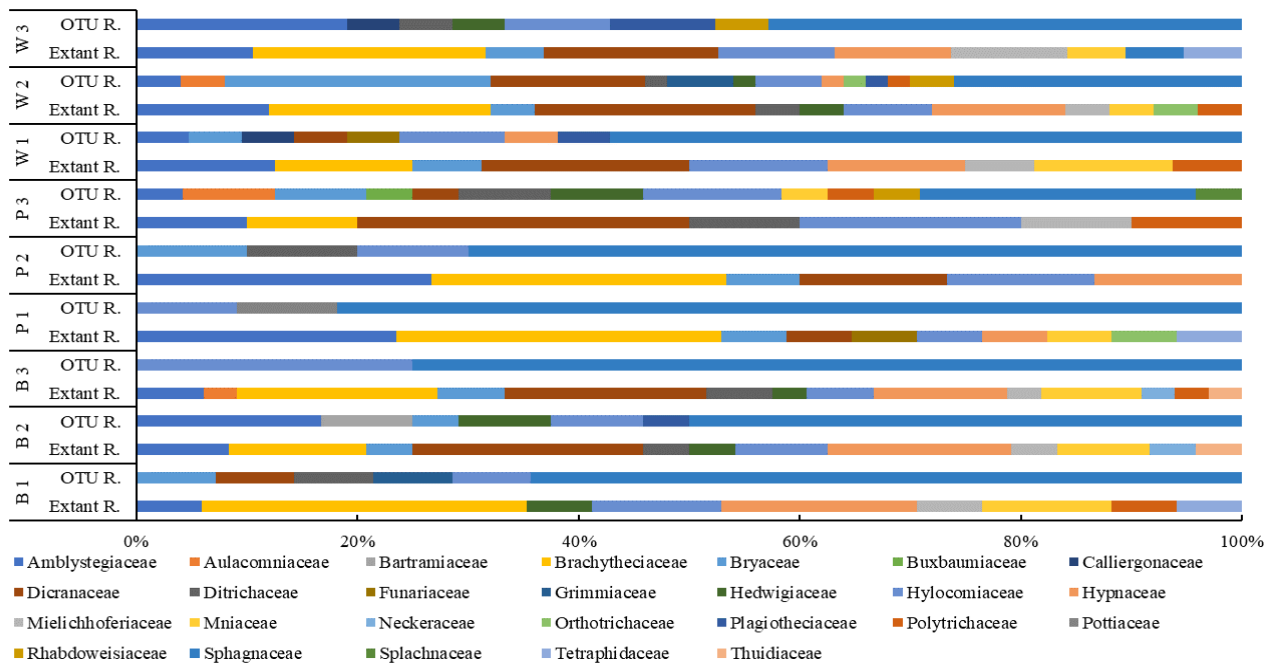 W 3
OTU R.
Extant R.
W 2
OTU R.
Extant R.
W 1
OTU R.
Extant R.
P 3
OTU R.
Extant R.
P 2
OTU R.
Extant R.
P 1
OTU R.
Extant R.
B 3
OTU R.
Extant R.
B 2
OTU R.
Extant R.
B 1
OTU R.
Extant R.
0% 20% 40% 60% 80% 100%
Amblystegiaceae Aulacomniaceae Bartramiaceae Brachytheciaceae Bryaceae Buxbaumiaceae Calliergonaceae
Dicranaceae Ditrichaceae Funariaceae Grimmiaceae Hedwigiaceae Hylocomiaceae Hypnaceae
Mielichhoferiaceae Mniaceae Neckeraceae Orthotrichaceae Plagiotheciaceae Polytrichaceae Pottiaceae
Rhabdoweisiaceae Sphagnaceae Splachnaceae Tetraphidaceae Thuidiaceae